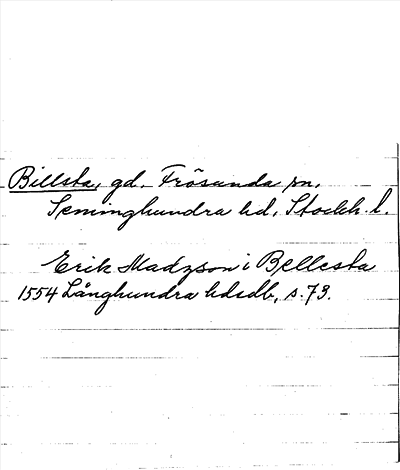 Billsta, gd. Frösunda sn,
Seminghundra hd, Stockh. l.
Erik Madzson i Bellesta
1554 Långhundra hdsdb, s. 73.